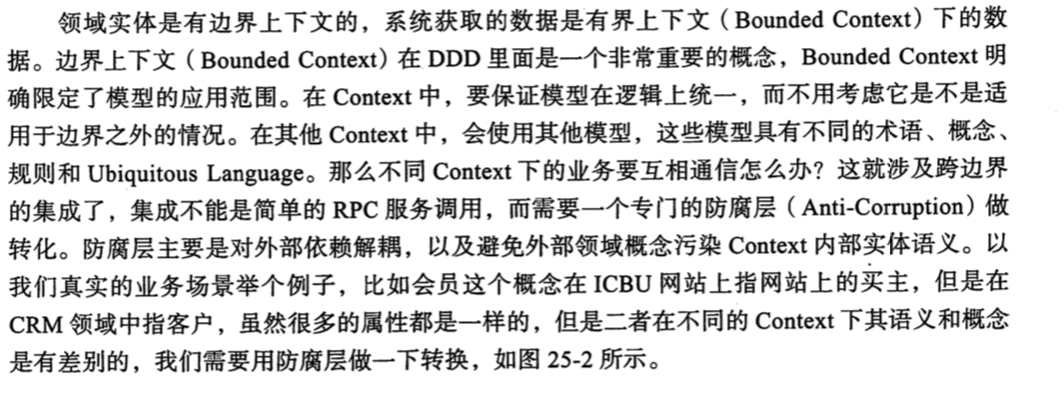 领域实体是有边界上下文的，系统获取的数据是有界上下文（Bounded Context）下的数
据。边界上下文（Bounded Context）在 DDD 里面是一个非常重要的概念，Bounded Context 明
确限定了模型的应用范围。在 Context 中，要保证模型在逻辑上统一，而不用考虑它是不是适
用于边界之外的情况。在其他 Context 中，会使用其他模型，这些模型具有不同的术语、概念、
规则和 Ubiquitous Language。那么不同 Context 下的业务要互相通信怎么办？这就涉及跨边界
的集成了，集成不能是简单的 RPC 服务调用，而需要一个专门的防腐层（Anti-Corruption）做
转化。防腐层主要是对外部依赖解耦，以及避免外部领域概念污染 Context 内部实体语义。以
我们真实的业务场景举个例子，比如会员这个概念在 ICBU 网站上指网站上的买主，但是在
CRM 领域中指客户，虽然很多的属性都是一样的，但是二者在不同的 Context 下其语义和概念
是有差别的，我们需要用防腐层做一下转换，如图 25-2 所示。